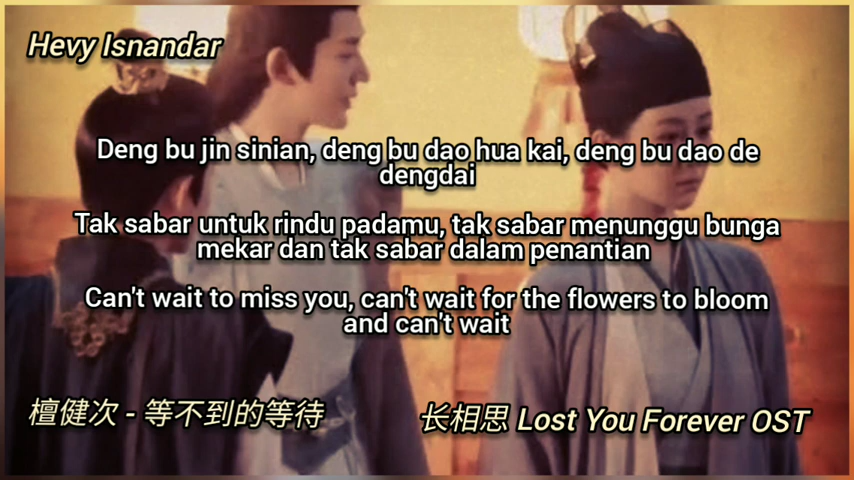 Hevy Isnandar
Deng bu jin sinian, deng bu dao hua kai, deng bu dao de
dengdai
Tak sabar untuk rindu padamu, tak sabar menunggu bunga
mekar dan tak sabar dalam penantian
Can't wait to miss you, can't wait for the flowers to bloom
and can't wait
檀健次 - 等不到的等待
长相思 Lost You Forever OST